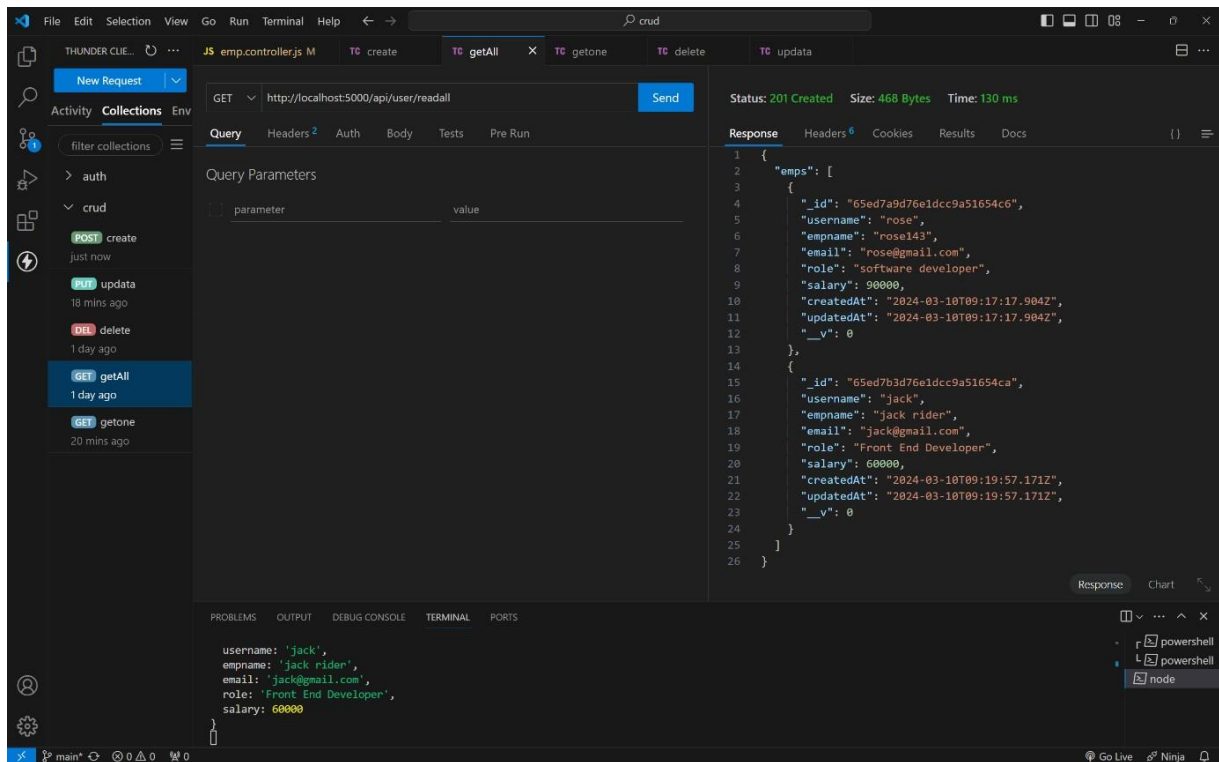 File Edit Selection View Go Run Terminal Help
crud
THUNDER CLIE...
JS emp.controller.js M
TC create
TC getAll
TC getone
TC delete
TC updata
New Request
Activity Collections Env
filter collections
auth
crud
POST create
just now
PUT updata
18 mins ago
DEL delete
1 day ago
GET getAll
1 day ago
GET getone
20 mins ago
GET http://localhost:5000/api/user/readall Send
Query Headers 2 Auth Body Tests Pre Run
Query Parameters
parameter value
Status: 201 Created Size: 468 Bytes Time: 130 ms
Response Headers 6 Cookies Results Docs {}
1 {
2 "emps": [
3 {
4 "_id": "65ed7a9d76e1dcc9a51654c6",
5 "username": "rose",
6 "empname": "rose143",
7 "email": "rose@gmail.com",
8 "role": "software developer",
9 "salary": 90000,
10 "createdAt": "2024-03-10T09:17:17.904Z",
11 "updatedAt": "2024-03-10T09:17:17.904Z",
12 "__v": 0
13 },
14 {
15 "_id": "65ed7b3d76e1dcc9a51654ca",
16 "username": "jack",
17 "empname": "jack rider",
18 "email": "jack@gmail.com",
19 "role": "Front End Developer",
20 "salary": 60000,
21 "createdAt": "2024-03-10T09:19:57.171Z",
22 "updatedAt": "2024-03-10T09:19:57.171Z",
23 "__v": 0
24 }
25 ]
26 }
Response Chart
PROBLEMS OUTPUT DEBUG CONSOLE TERMINAL PORTS
username: 'jack',
empname: 'jack rider',
email: 'jack@gmail.com',
role: 'Front End Developer',
salary: 60000
}
powershell
powershell
node
1
main* 0 0 0
Go Live Ninja